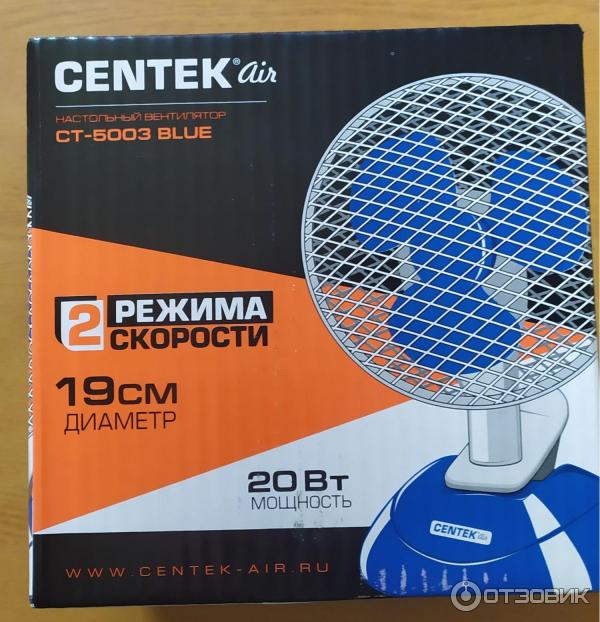 CENTEK® air
НАСТОЛЬНЫЙ ВЕНТИЛЯТОР
CT-5003 BLUE
2 РЕЖИМА
СКОРОСТИ
19СМ
ДИАМЕТР
20 Вт
МОЩНОСТЬ
CENTEK air
WWW.CENTEK-AIR.RU
ОТЗОВИК